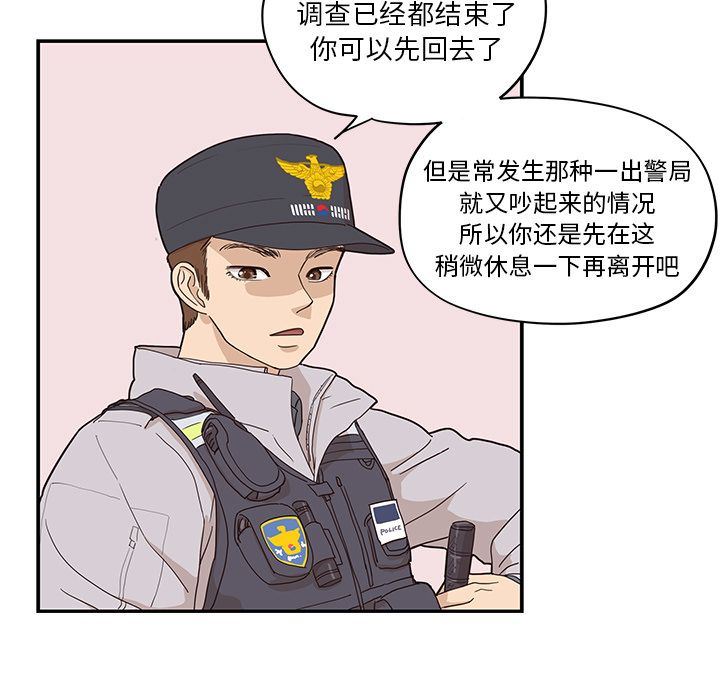 调查已经都结束了
你可以先回去了
但是常发生那种一出警局
就又吵起来的情况
所以你还是先在这
稍微休息一下再离开吧
POLICE